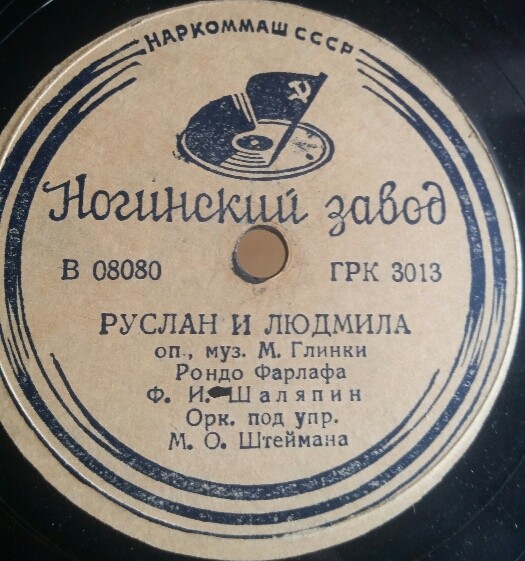 НАРКОММАШ СССР
Ногинский завод
В 08080 ГРК 3013
РУСЛАН И ЛЮДМИЛА
оп., муз. М. Глинки
Рондо Фарлафа
Ф. И. Шаляпин
Орк. под упр.
М. О. Штеймана